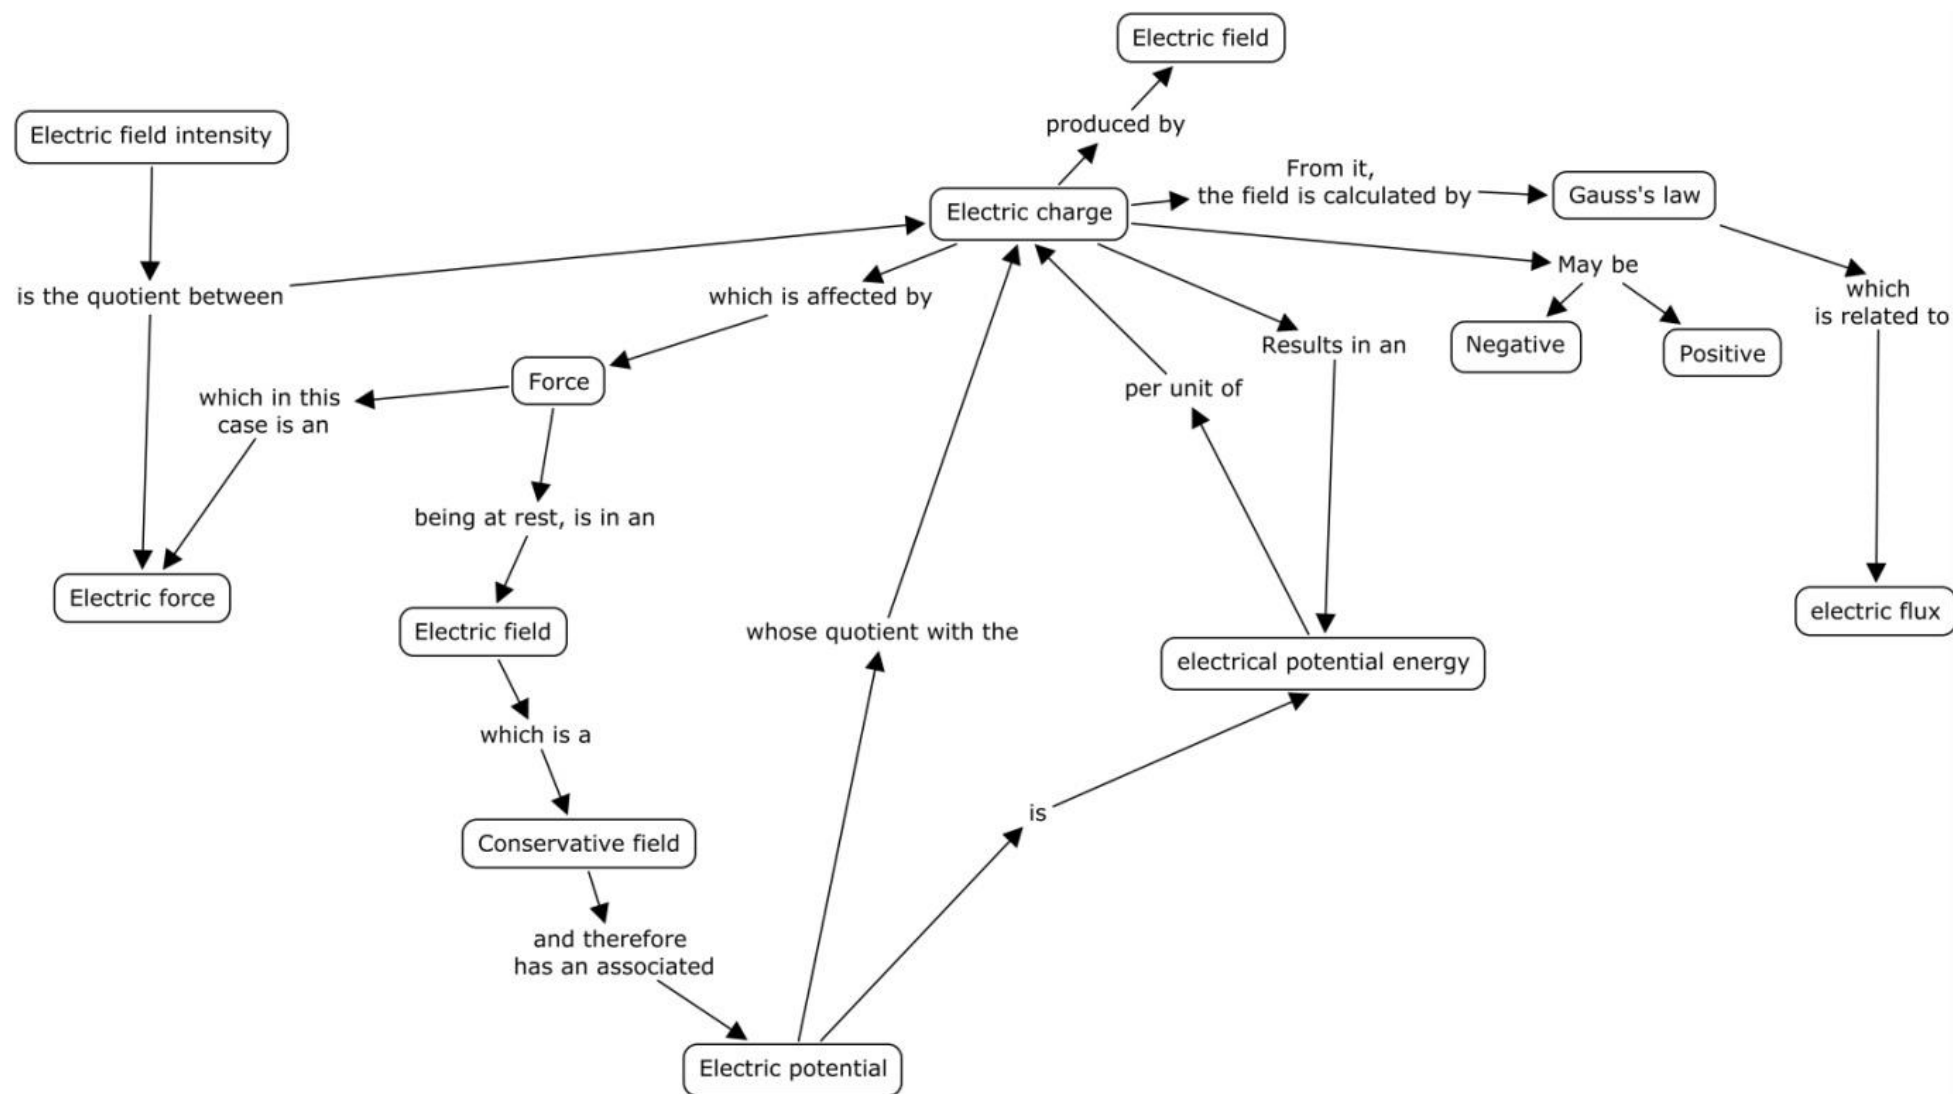 Electric field
Electric field intensity
produced by
From it,
the field is calculated by
Gauss's law
Electric charge
May be
is the quotient between
which is affected by
which
is related to
Results in an
Negative
Positive
Force
per unit of
which in this
case is an
being at rest, is in an
Electric force
electric flux
Electric field
whose quotient with the
electrical potential energy
which is a
is
Conservative field
and therefore
has an associated
Electric potential